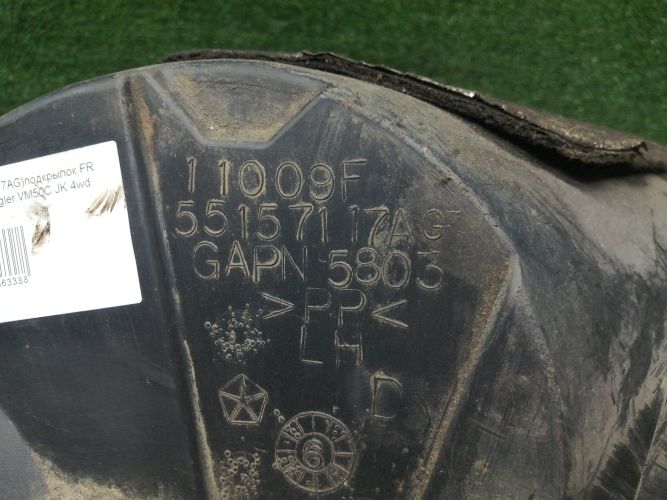 7AG)подкрылок FR
gler VM50C JK 4wd
63388
11009F
55157117AG
GAPN 5803
>PP<
LH
D